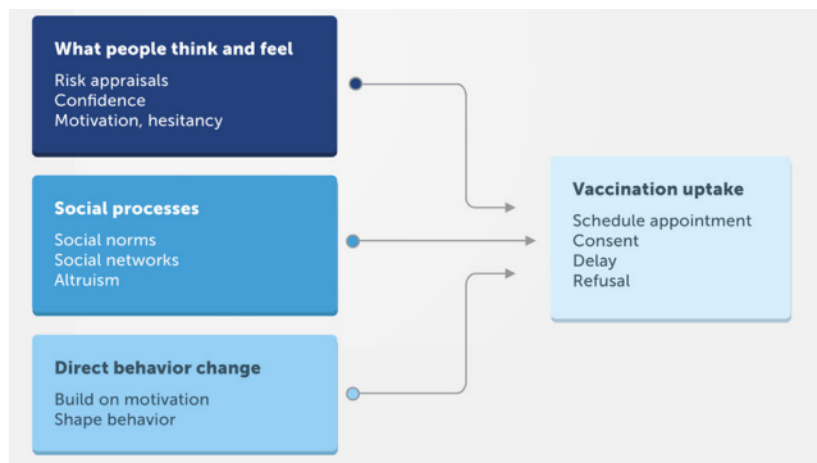 What people think and feel
Risk appraisals
Confidence
Motivation, hesitancy
Social processes
Social norms
Social networks
Altruism
Direct behavior change
Build on motivation
Shape behavior
Vaccination uptake
Schedule appointment
Consent
Delay
Refusal